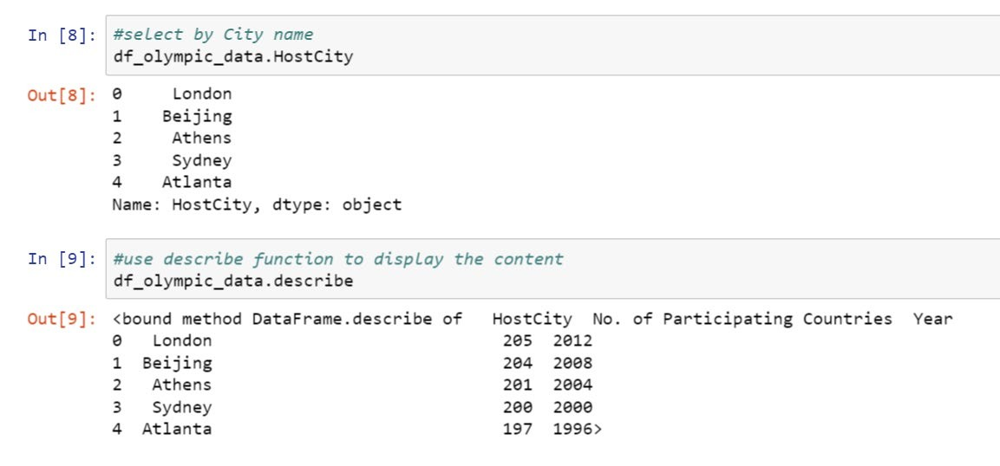 In [8]: #select by City name
df_olympic_data.HostCity
Out[8]: 0     London
1    Beijing
2     Athens
3     Sydney
4    Atlanta
Name: HostCity, dtype: object
In [9]: #use describe function to display the content
df_olympic_data.describe
Out[9]: <bound method DataFrame.describe of   HostCity  No. of Participating Countries  Year
0   London                             205  2012
1  Beijing                             204  2008
2   Athens                             201  2004
3   Sydney                             200  2000
4  Atlanta                             197  1996>